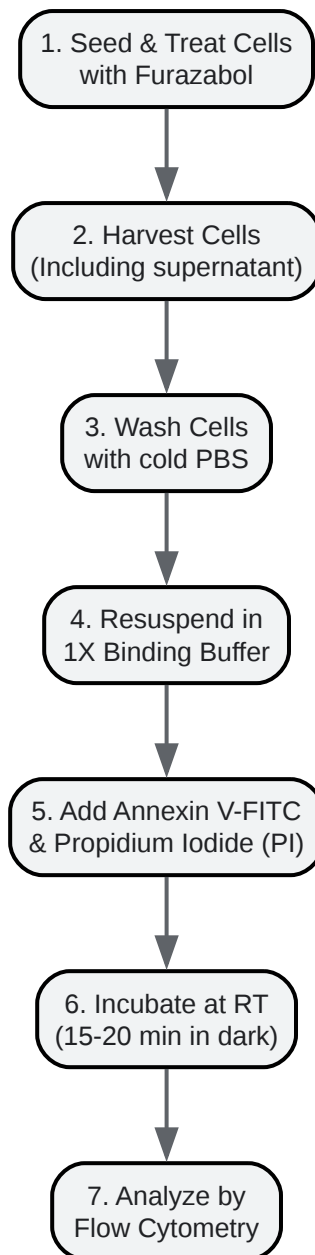 1. Seed & Treat Cells
with Furazabol
2. Harvest Cells
(Including supernatant)
3. Wash Cells
with cold PBS
4. Resuspend in
1X Binding Buffer
5. Add Annexin V-FITC
& Propidium Iodide (PI)
6. Incubate at RT
(15-20 min in dark)
7. Analyze by
Flow Cytometry